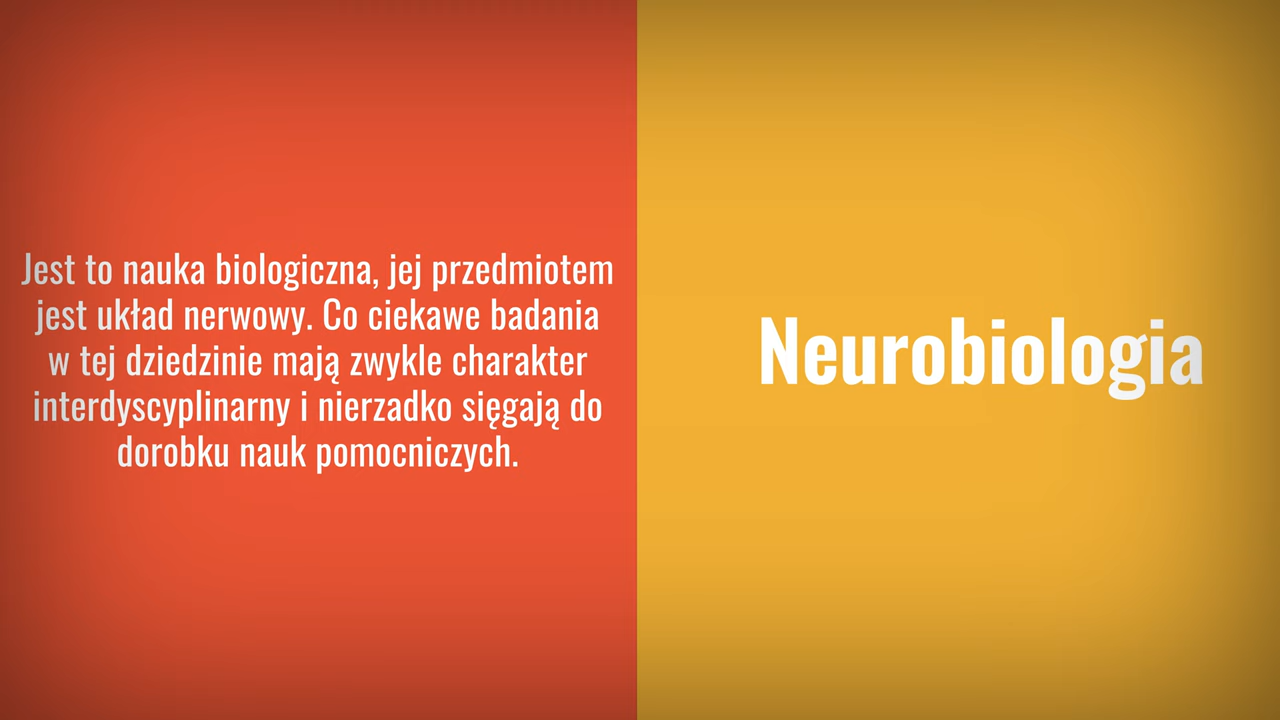 Jest to nauka biologiczna, jej przedmiotem
jest układ nerwowy. Co ciekawe badania
w tej dziedzinie mają zwykle charakter
interdyscyplinarny i nierzadko sięgają do
dorobku nauk pomocniczych.
Neurobiologia